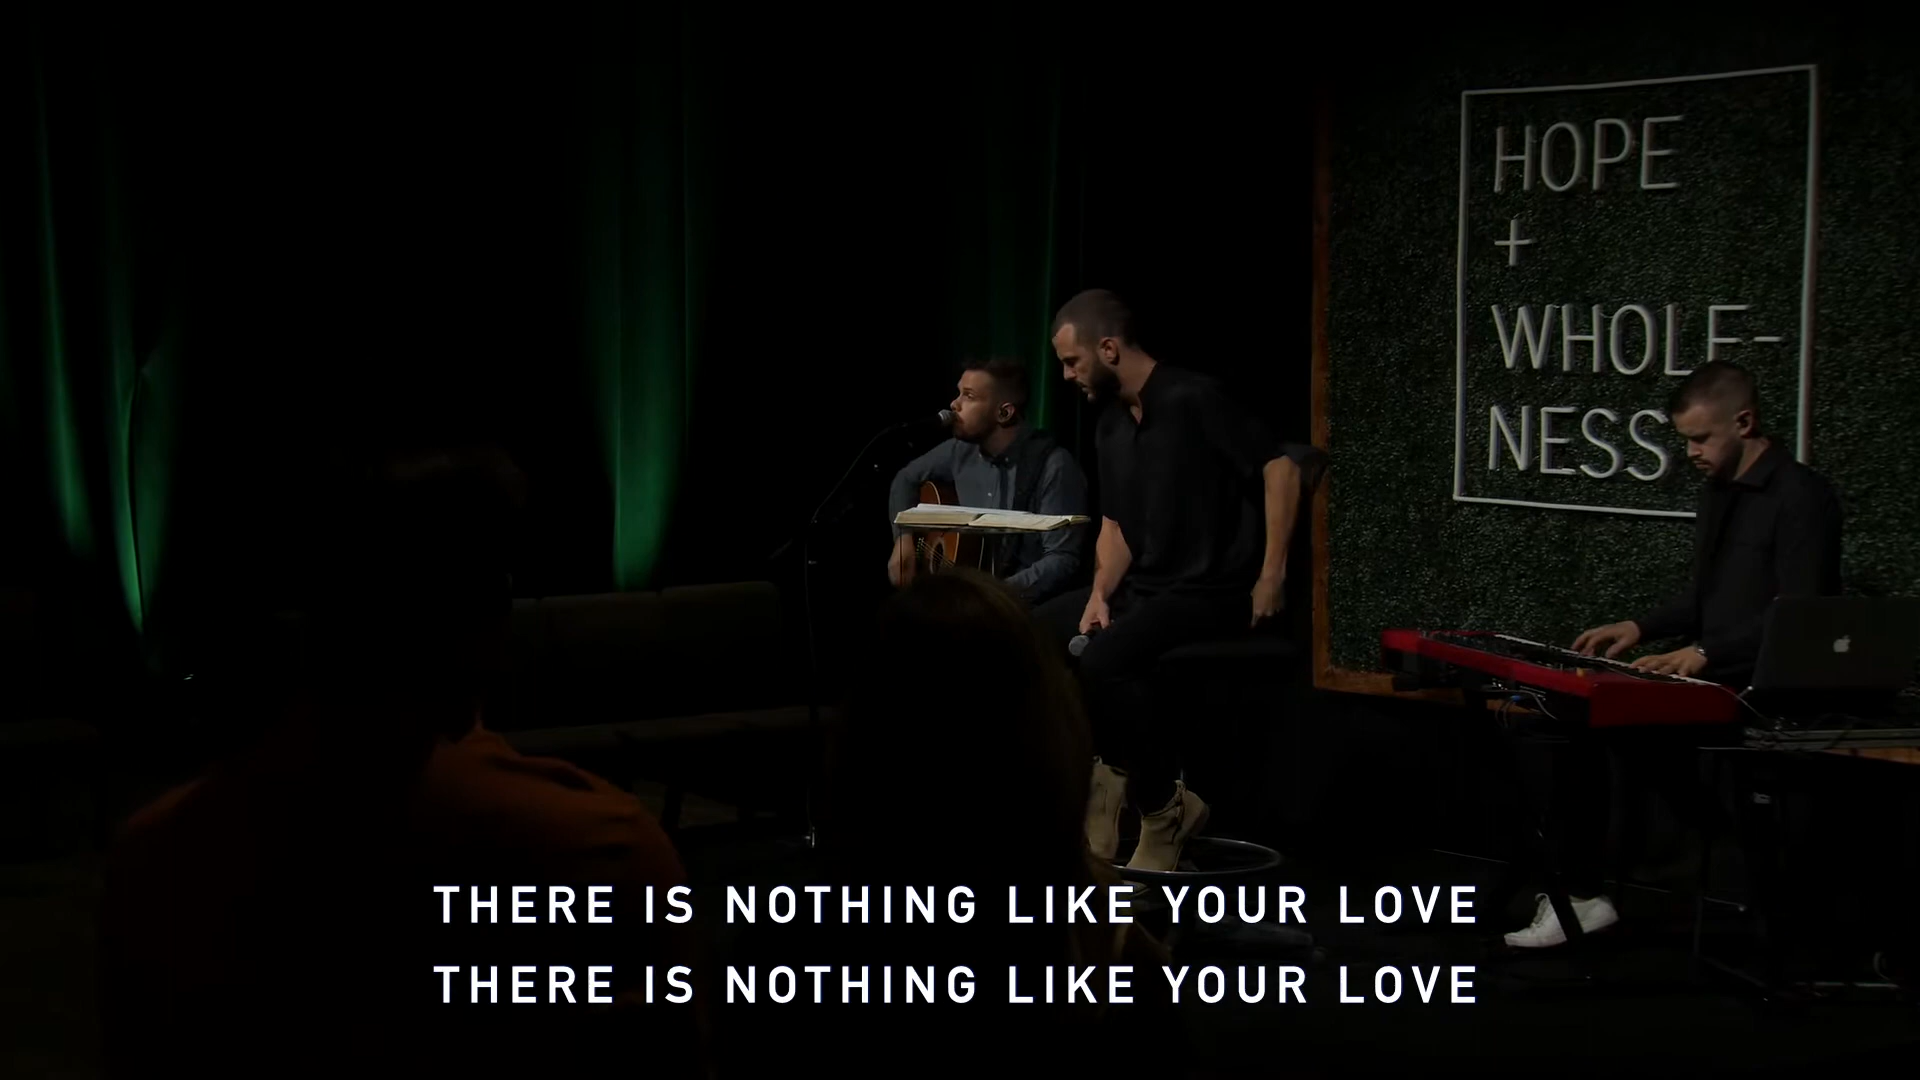 HOPE
+
WHOLE-
NESS
THERE IS NOTHING LIKE YOUR LOVE
THERE IS NOTHING LIKE YOUR LOVE